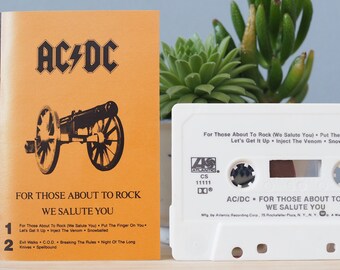 AC⚡DC
FOR THOSE ABOUT TO ROCK
WE SALUTE YOU
1 For Those About To Rock (We Salute You) • Put The Finger On You •
Let's Get It Up • Inject The Venom • Snowballed
2 Evil Walks • C.O.D. • Breaking The Rules • Night Of The Long
Knives • Spellbound
For Those About To Rock (We Salute You) • Put The
Let's Get It Up • Inject The Venom • Snow
ATLANTIC
CS
11111
AC/DC • FOR THOSE ABOUT TO
WE SALUTE YOU